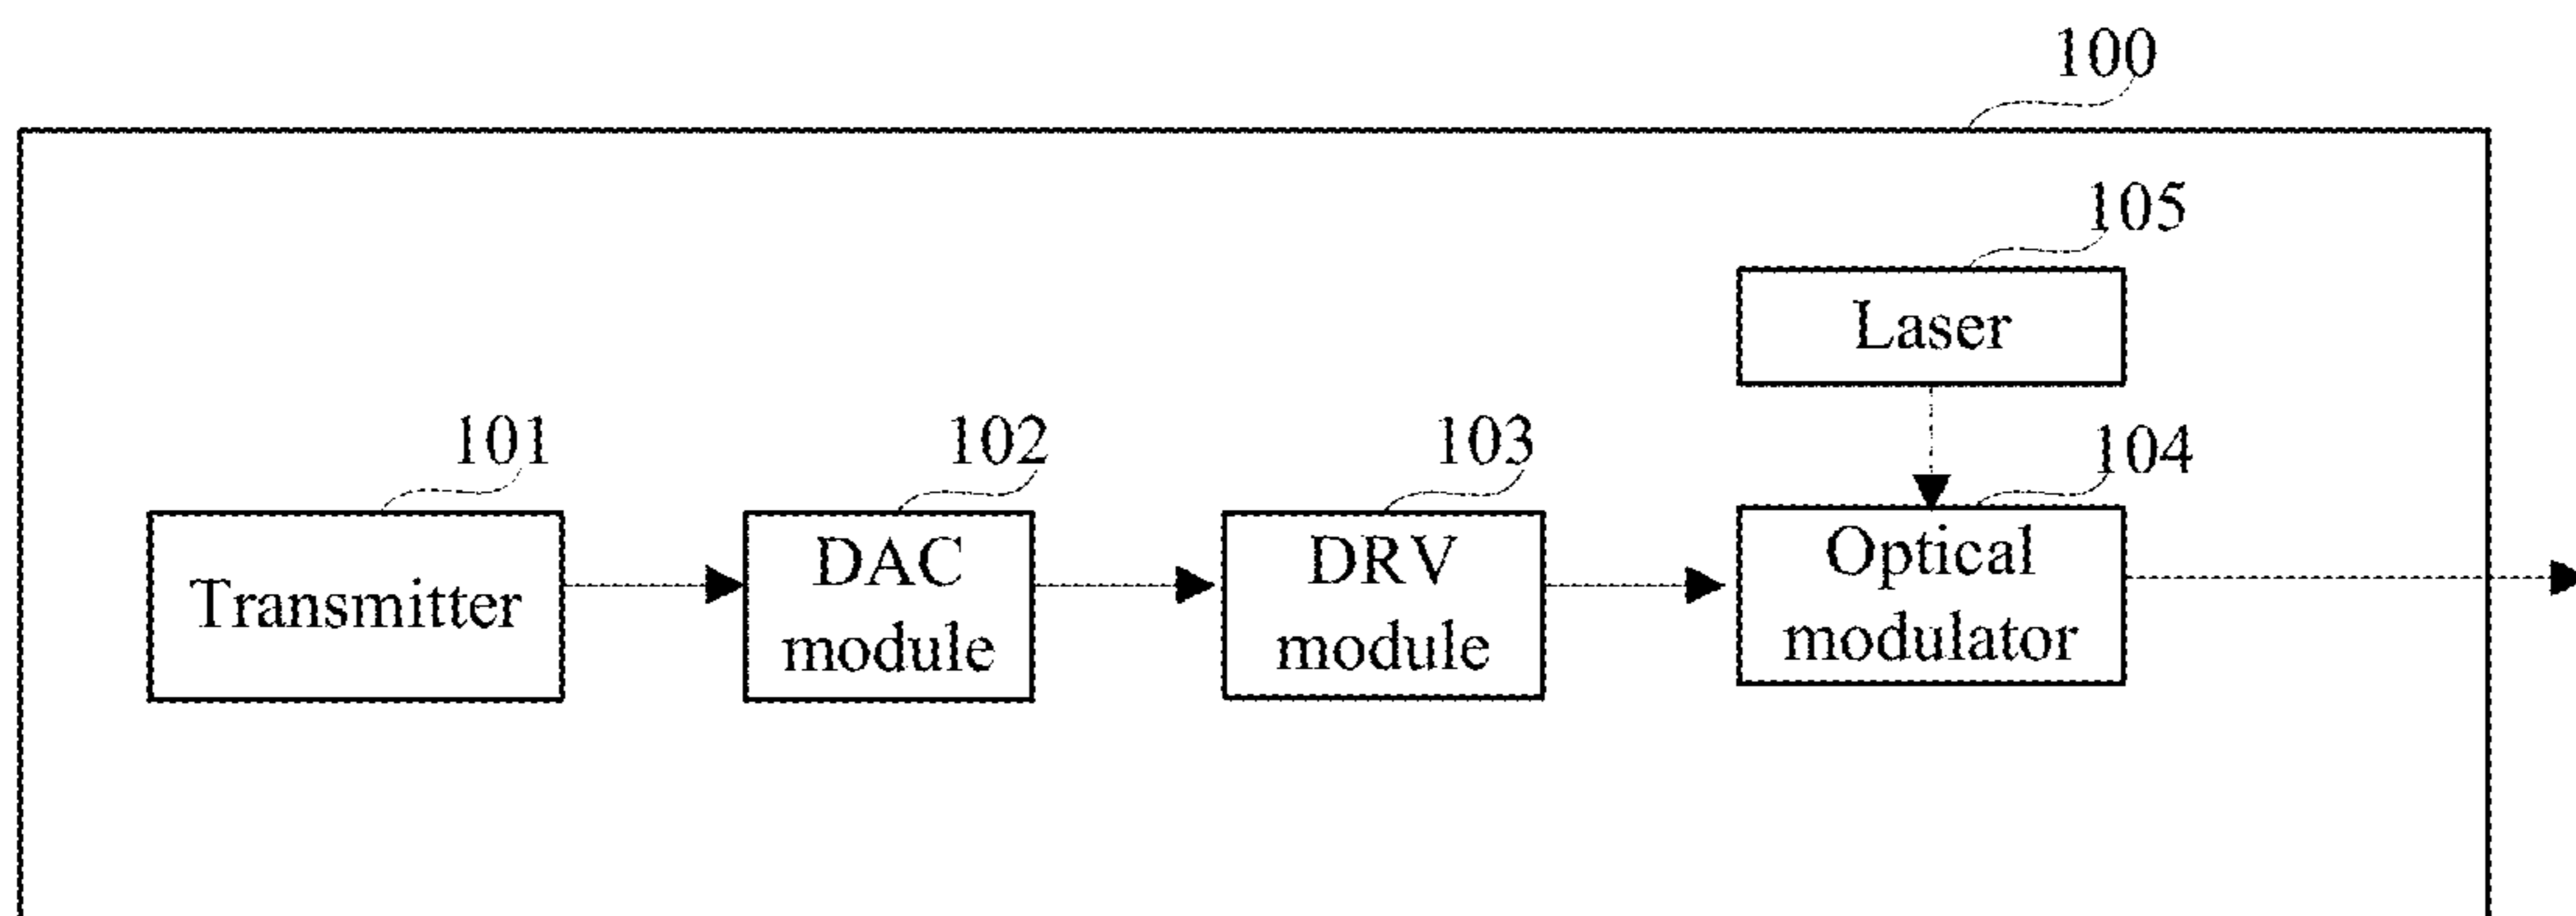 100
105
Laser
101
102
103
104
Transmitter
DAC
module
DRV
module
Optical
modulator